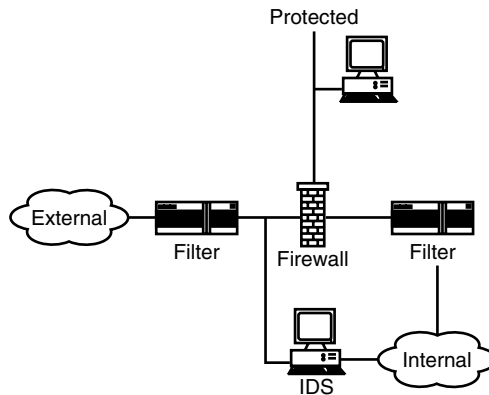 Protected
External
Filter
Firewall
Filter
IDS
Internal